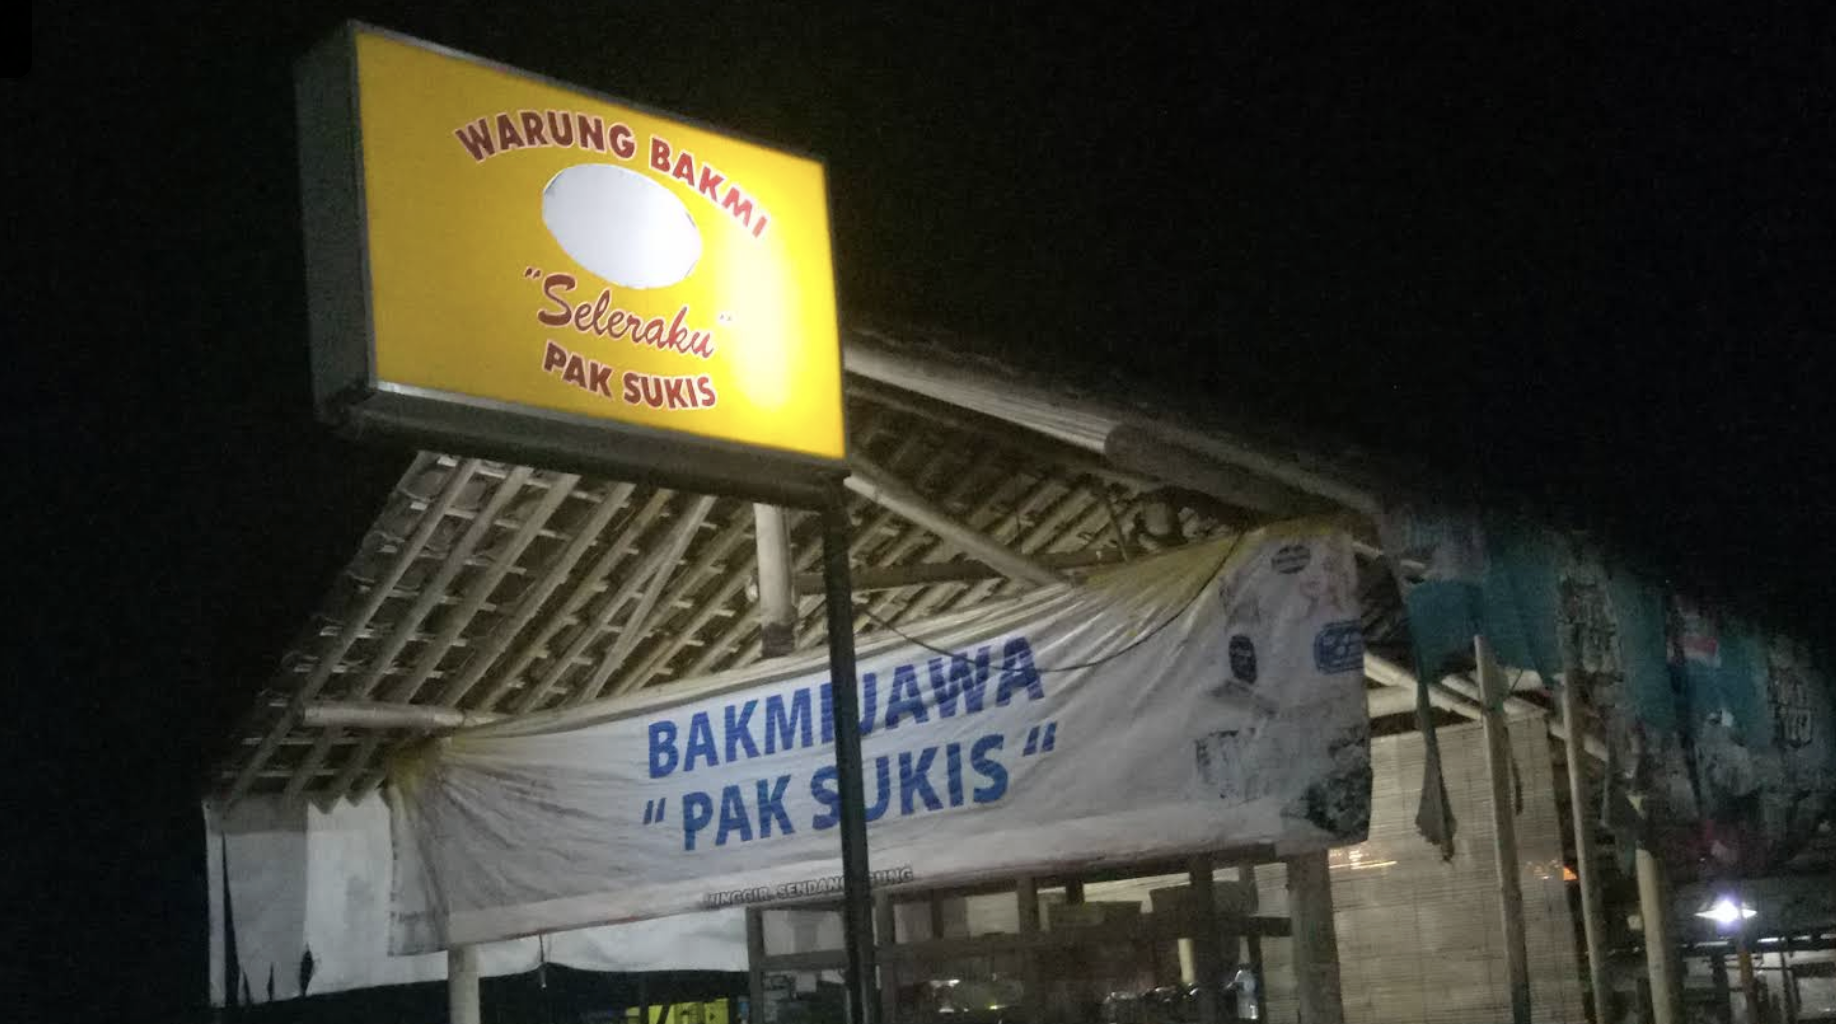 WARUNG BAKMI
"Seleraku"
PAK SUKIS
BAKMI JAWA
" PAK SUKIS "